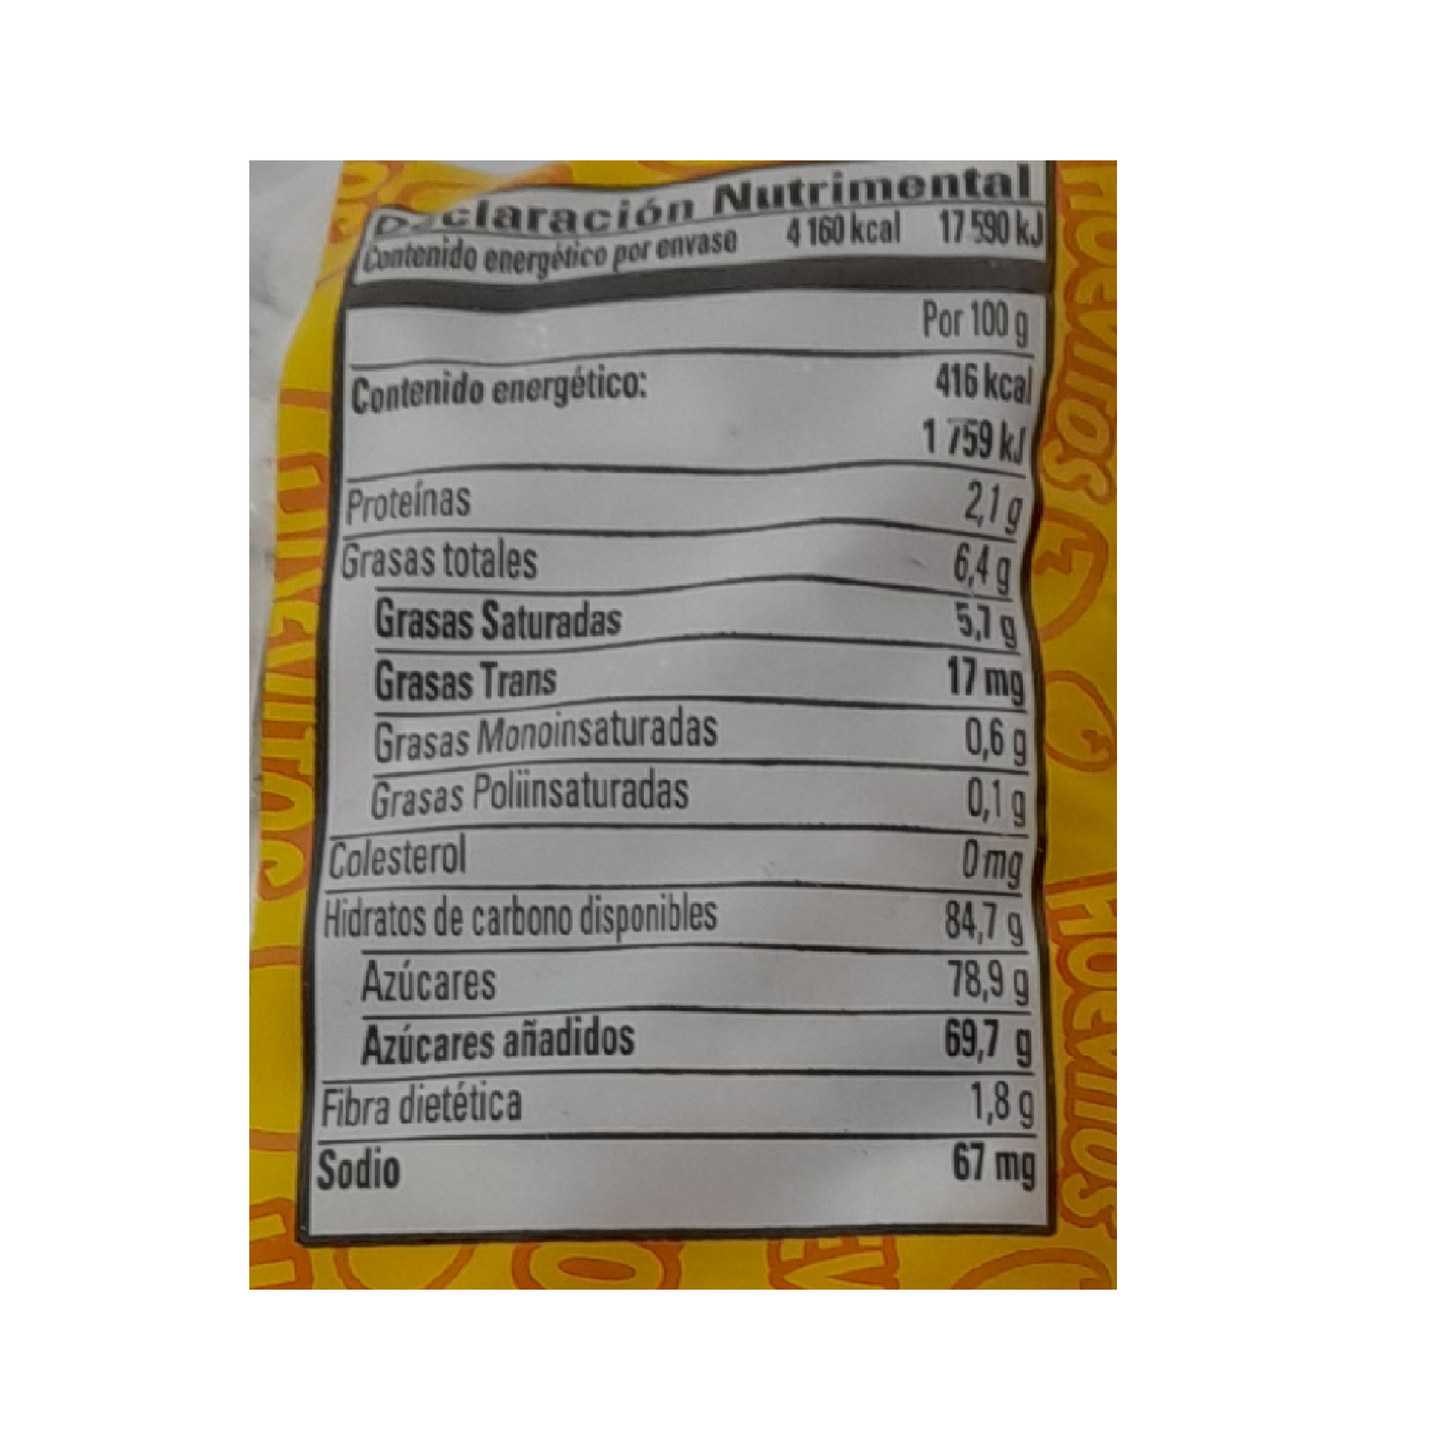 Declaración Nutrimental
Contenido energético por envase 4 160 kcal 17 590 kJ
Por 100 g
Contenido energético: 416 kcal
1 759 kJ
Proteínas 2,1 g
Grasas totales 6,4 g
Grasas Saturadas 5,7 g
Grasas Trans 17 mg
Grasas Monoinsaturadas 0,6 g
Grasas Poliinsaturadas 0,1 g
Colesterol 0 mg
Hidratos de carbono disponibles 84,7 g
Azúcares 78,9 g
Azúcares añadidos 69,7 g
Fibra dietética 1,8 g
Sodio 67 mg
HUEVITOS
HUEVITOS
HUEVITOS